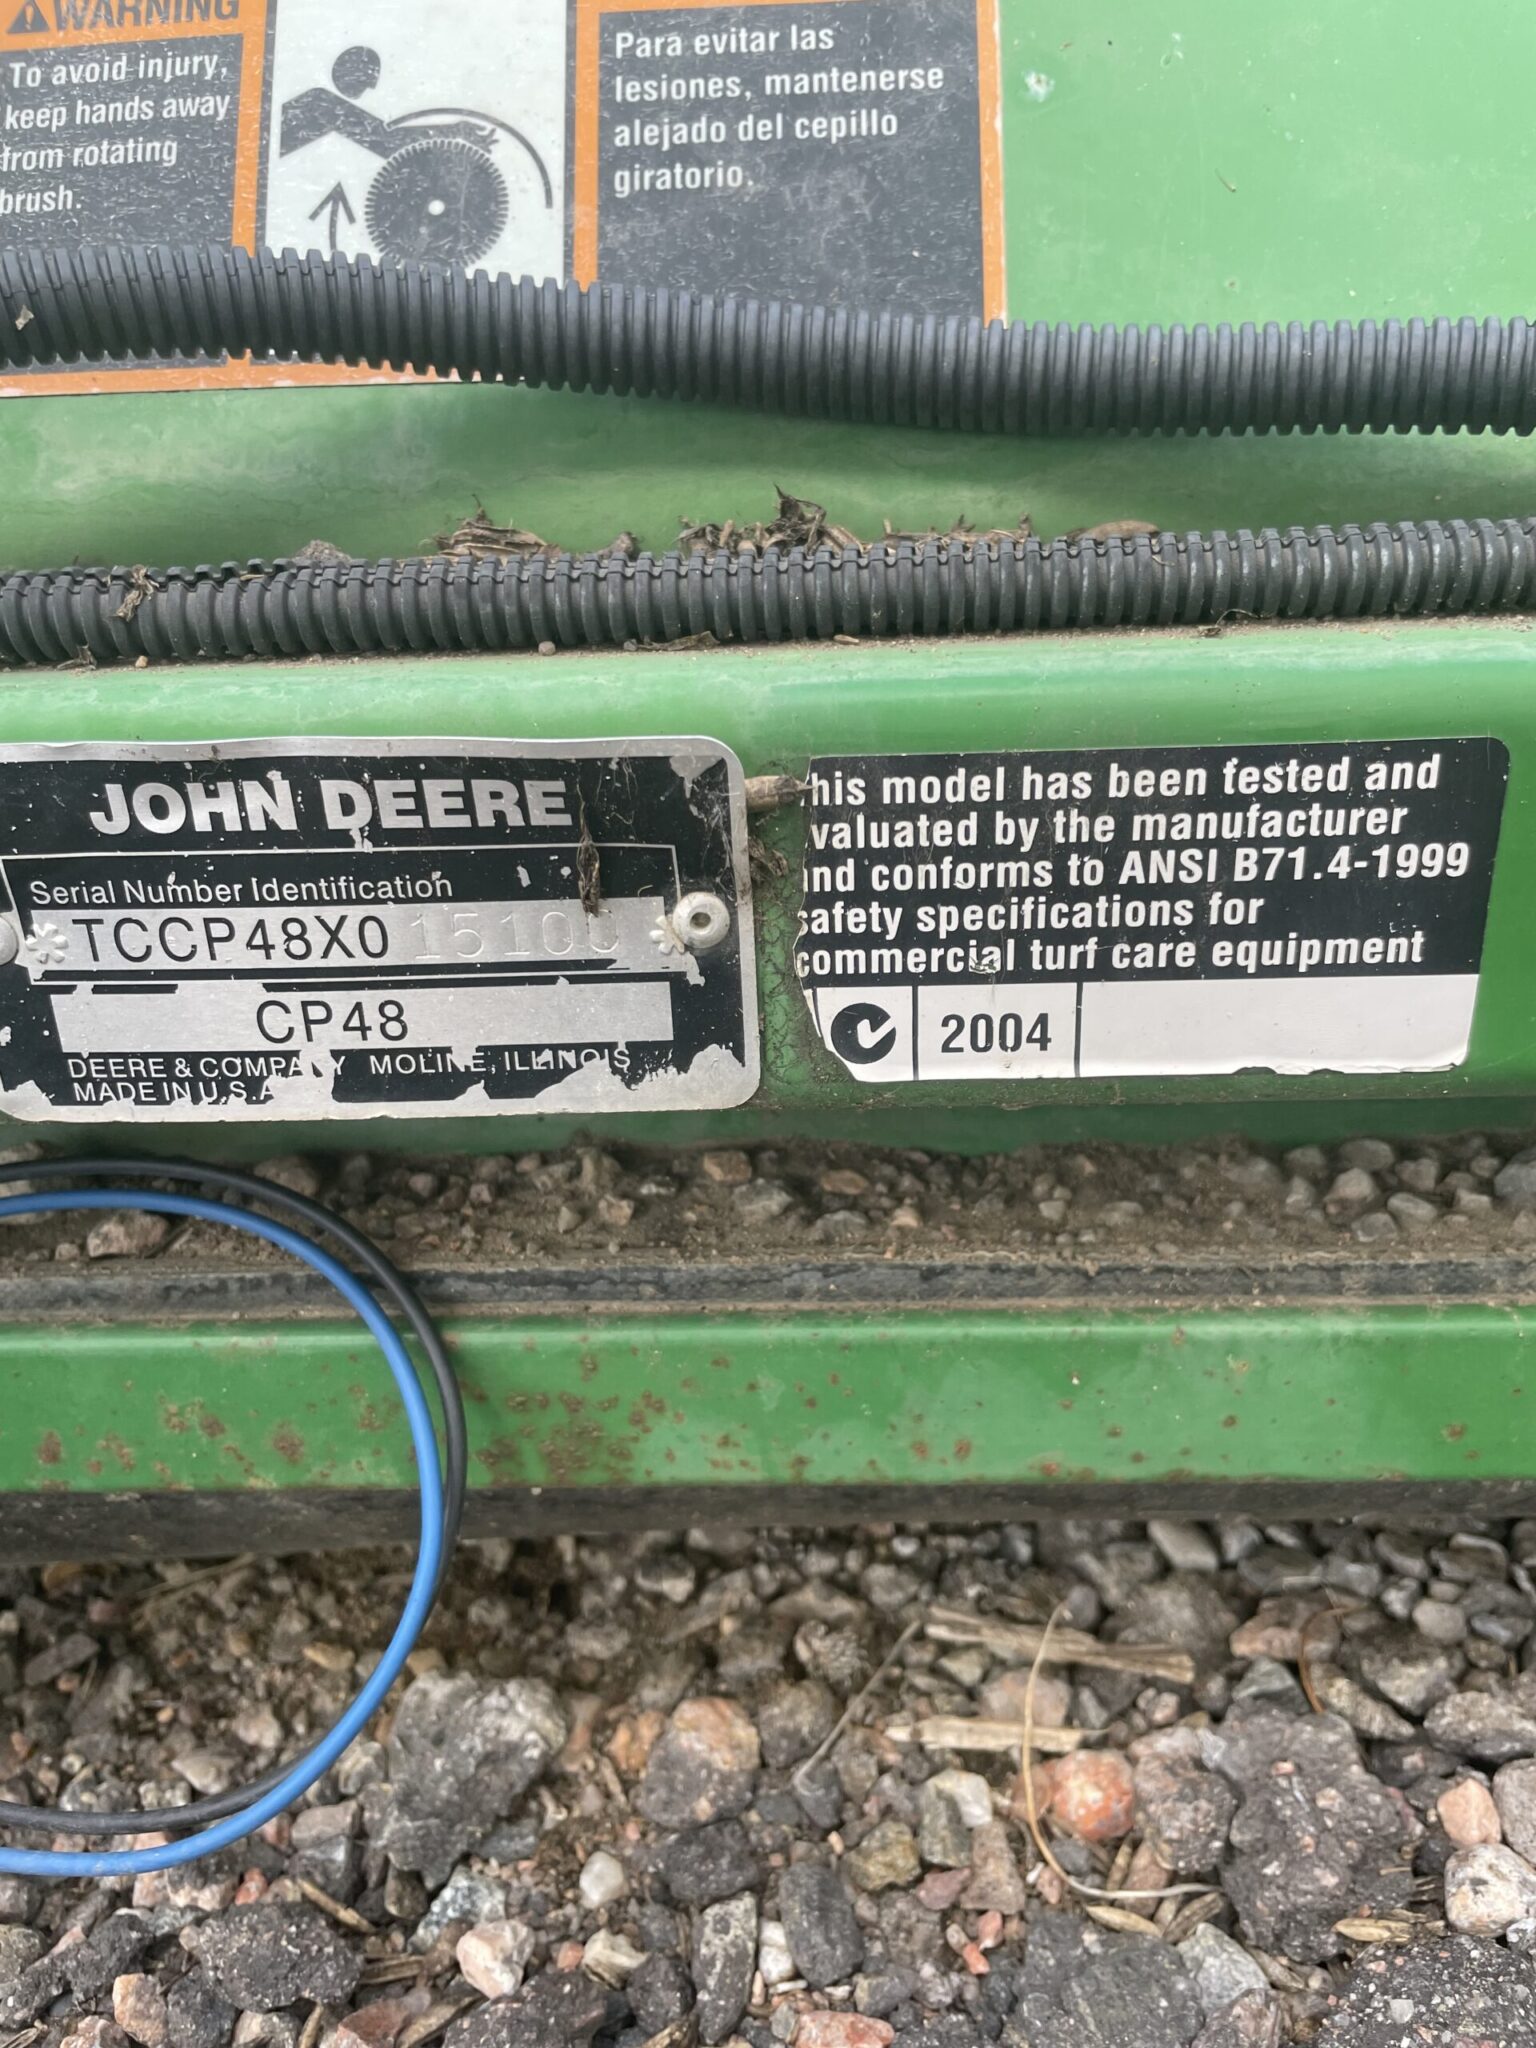 WARNING
To avoid injury,
keep hands away
from rotating
brush.
Para evitar las
lesiones, mantenerse
alejado del cepillo
giratorio.
JOHN DEERE
Serial Number Identification
*TCCP48X0 *
CP48
DEERE & COMPANY MOLINE, ILLINOIS
MADE IN U.S.A
his model has been tested and
valuated by the manufacturer
nd conforms to ANSI B71.4-1999
safety specifications for
commercial turf care equipment
2004